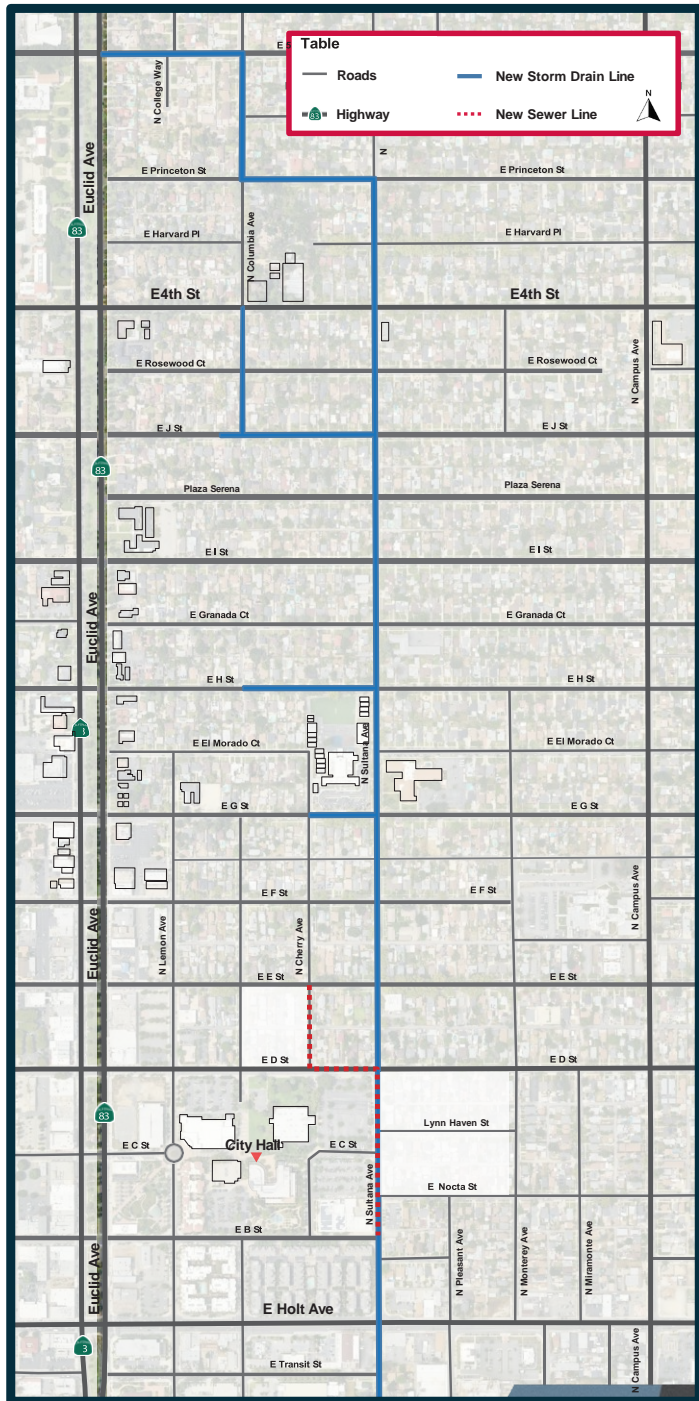 Table
Roads
New Storm Drain Line
83
Highway
New Sewer Line
N
E 5
N College Way
Euclid Ave
N
E Princeton St
E Princeton St
83
N Columbia Ave
E Harvard Pl
E Harvard Pl
E4th St
E4th St
E Rosewood Ct
E Rosewood Ct
N Campus Ave
E J St
E J St
83
Plaza Serena
Plaza Serena
E I St
E I St
Euclid Ave
E Granada Ct
E Granada Ct
E H St
E H St
3
E El Morado Ct
N Sultana Ave
E El Morado Ct
E G St
E G St
E F St
E F St
N Campus Ave
Euclid Ave
N Lemon Ave
N Cherry Ave
E E St
E E St
E D St
E D St
83
Lynn Haven St
E C St
City Hall
E C St
E Nocta St
N Sultana Ave
E B St
N Pleasant Ave
N Monterey Ave
N Miramonte Ave
Euclid Ave
E Holt Ave
3
E Transit St
N Campus Ave